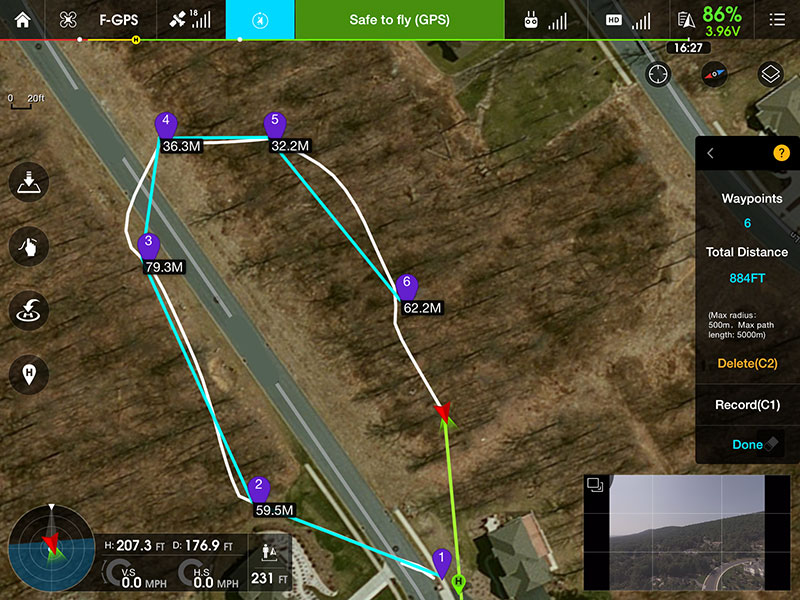 F-GPS
18
Safe to fly (GPS)
HD
86%
3.96V
H
16:27
0 20ft
4
36.3M
5
32.2M
?
Waypoints
6
Total Distance
884FT
(Max radius:
500m, Max path
length: 5000m)
Delete(C2)
Record(C1)
Done
3
79.3M
6
62.2M
H
2
59.5M
1
H
H: 207.3 FT D: 176.9 FT
V.S
0.0 MPH
H.S
0.0 MPH
231 FT